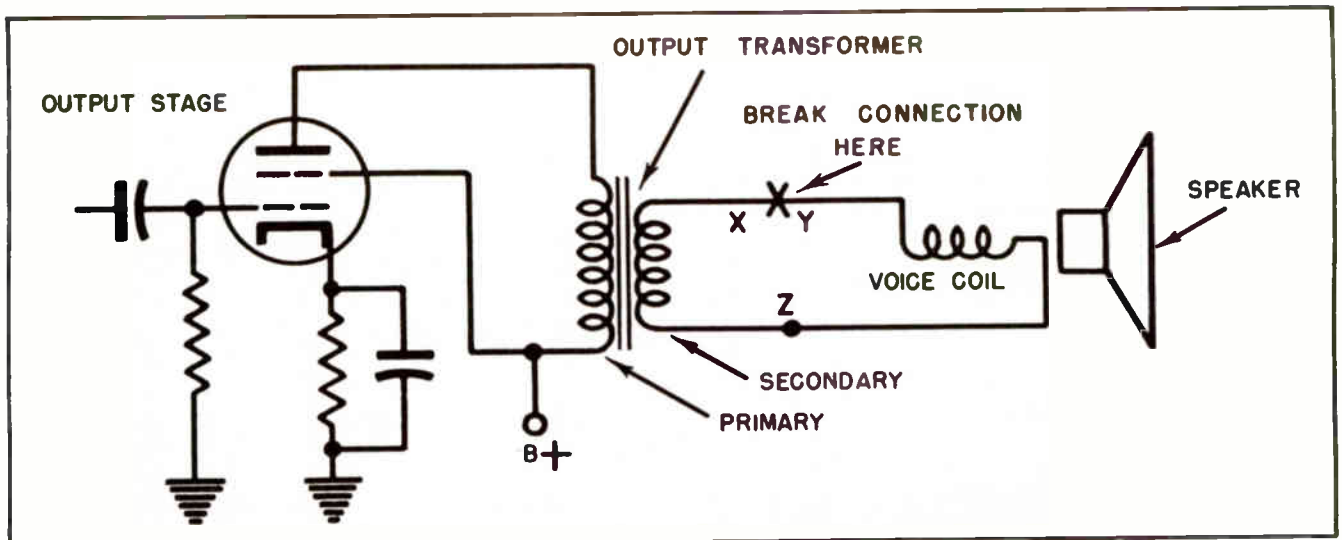 OUTPUT TRANSFORMER
OUTPUT STAGE
BREAK CONNECTION
HERE
SPEAKER
X
Y
VOICE COIL
Z
SECONDARY
PRIMARY
B+